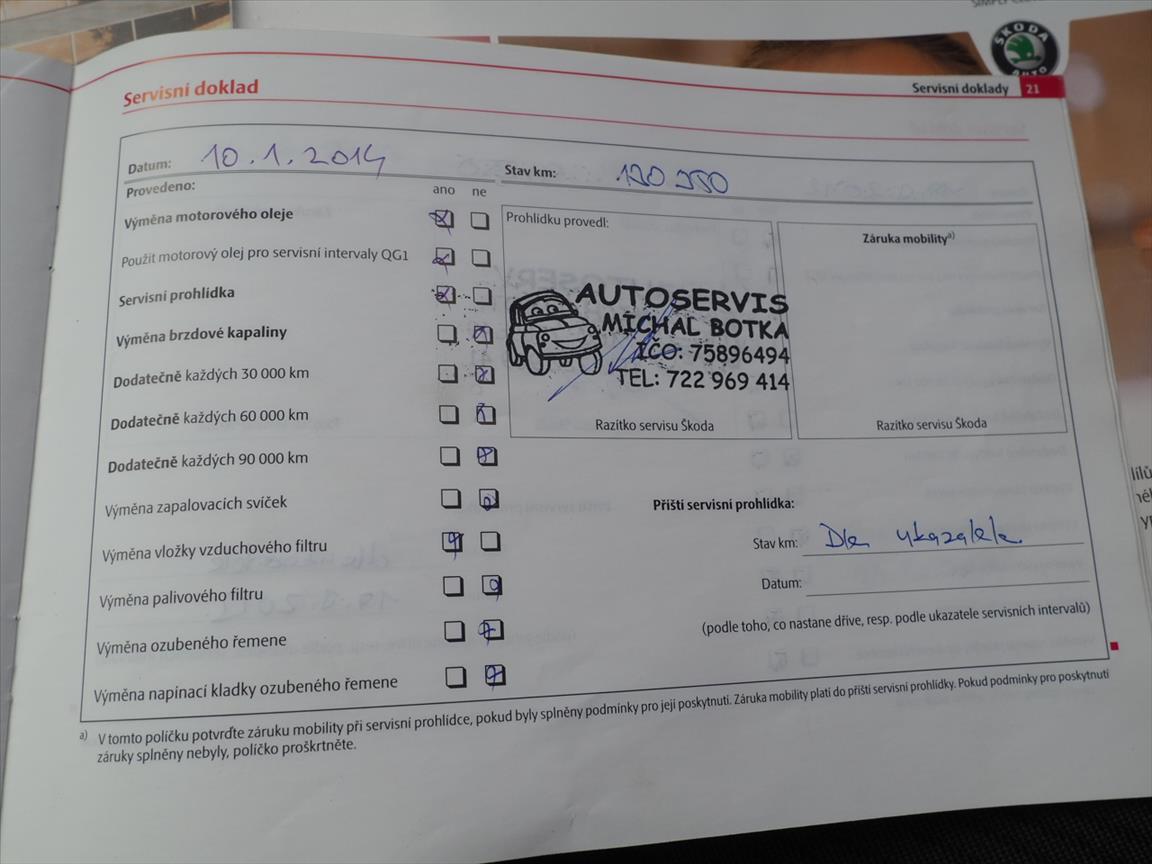 SIMPLY CLEVER
ŠKODA
AUTO
Servisní doklad
Servisní doklady 21
Datum: 10.1.2014
Stav km: 120 550
Provedeno:
ano ne
Výměna motorového oleje
Použit motorový olej pro servisní intervaly QG1
Servisní prohlídka
Výměna brzdové kapaliny
Dodatečně každých 30 000 km
Dodatečně každých 60 000 km
Dodatečně každých 90 000 km
Výměna zapalovacích svíček
Výměna vložky vzduchového filtru
Výměna palivového filtru
Výměna ozubeného řemene
Výměna napínací kladky ozubeného řemene
Prohlídku provedl:
AUTOSERVIS
MICHAL BOTKA
IČO: 75896494
TEL: 722 969 414
Razítko servisu Škoda
Záruka mobility a)
Razítko servisu Škoda
Příští servisní prohlídka:
Stav km: Dle ukazatele
Datum:
(podle toho, co nastane dříve, resp. podle ukazatele servisních intervalů)
a) V tomto políčku potvrďte záruku mobility při servisní prohlídce, pokud byly splněny podmínky pro její poskytnutí. Záruka mobility platí do příští servisní prohlídky. Pokud podmínky pro poskytnutí
záruky splněny nebyly, políčko proškrtněte.